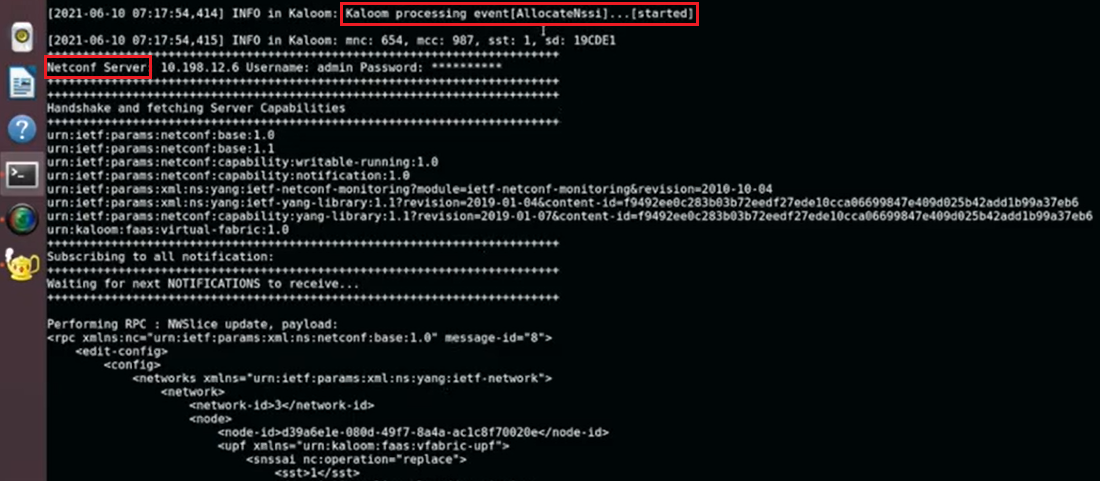 [2021-06-10 07:17:54,414] INFO in Kaloom: Kaloom processing event[AllocateNssi]...[started]
[2021-06-10 07:17:54,415] INFO in Kaloom: mnc: 654, mcc: 987, sst: 1, sd: 19CDE1
+++++++++++++++++++++++++++++++++++++++++++++++++++++++++++++++++++++++++
Netconf Server 10.198.12.6 Username: admin Password: **********
+++++++++++++++++++++++++++++++++++++++++++++++++++++++++++++++++++++++++
Handshake and fetching Server Capabilities
+++++++++++++++++++++++++++++++++++++++++++++++++++++++++++++++++++++++++
urn:ietf:params:netconf:base:1.0
urn:ietf:params:netconf:base:1.1
urn:ietf:params:netconf:capability:writable-running:1.0
urn:ietf:params:netconf:capability:notification:1.0
urn:ietf:params:xml:ns:yang:ietf-netconf-monitoring?module=ietf-netconf-monitoring&revision=2010-10-04
urn:ietf:params:xml:ns:yang:ietf-yang-library:1.1?revision=2019-01-04&content-id=f9492ee0c283b03b72eedf27ede10cca06699847e409d025b42add1b99a37eb6
urn:ietf:params:netconf:capability:yang-library:1.1?revision=2019-01-07&content-id=f9492ee0c283b03b72eedf27ede10cca06699847e409d025b42add1b99a37eb6
urn:kaloom:faas:virtual-fabric:1.0
+++++++++++++++++++++++++++++++++++++++++++++++++++++++++++++++++++++++++
Subscribing to all notification:
+++++++++++++++++++++++++++++++++++++++++++++++++++++++++++++++++++++++++
Waiting for next NOTIFICATIONS to receive...
+++++++++++++++++++++++++++++++++++++++++++++++++++++++++++++++++++++++++
Performing RPC : NWSlice update, payload:
<rpc xmlns:nc="urn:ietf:params:xml:ns:netconf:base:1.0" message-id="8">
<edit-config>
<config>
<networks xmlns="urn:ietf:params:xml:ns:yang:ietf-network">
<network>
<network-id>3</network-id>
<node>
<node-id>d39a6e1e-080d-49f7-8a4a-ac1c8f70020e</node-id>
<upf xmlns="urn:kaloom:faas:vfabric-upf">
<snssai nc:operation="replace">
<sst>1</sst>